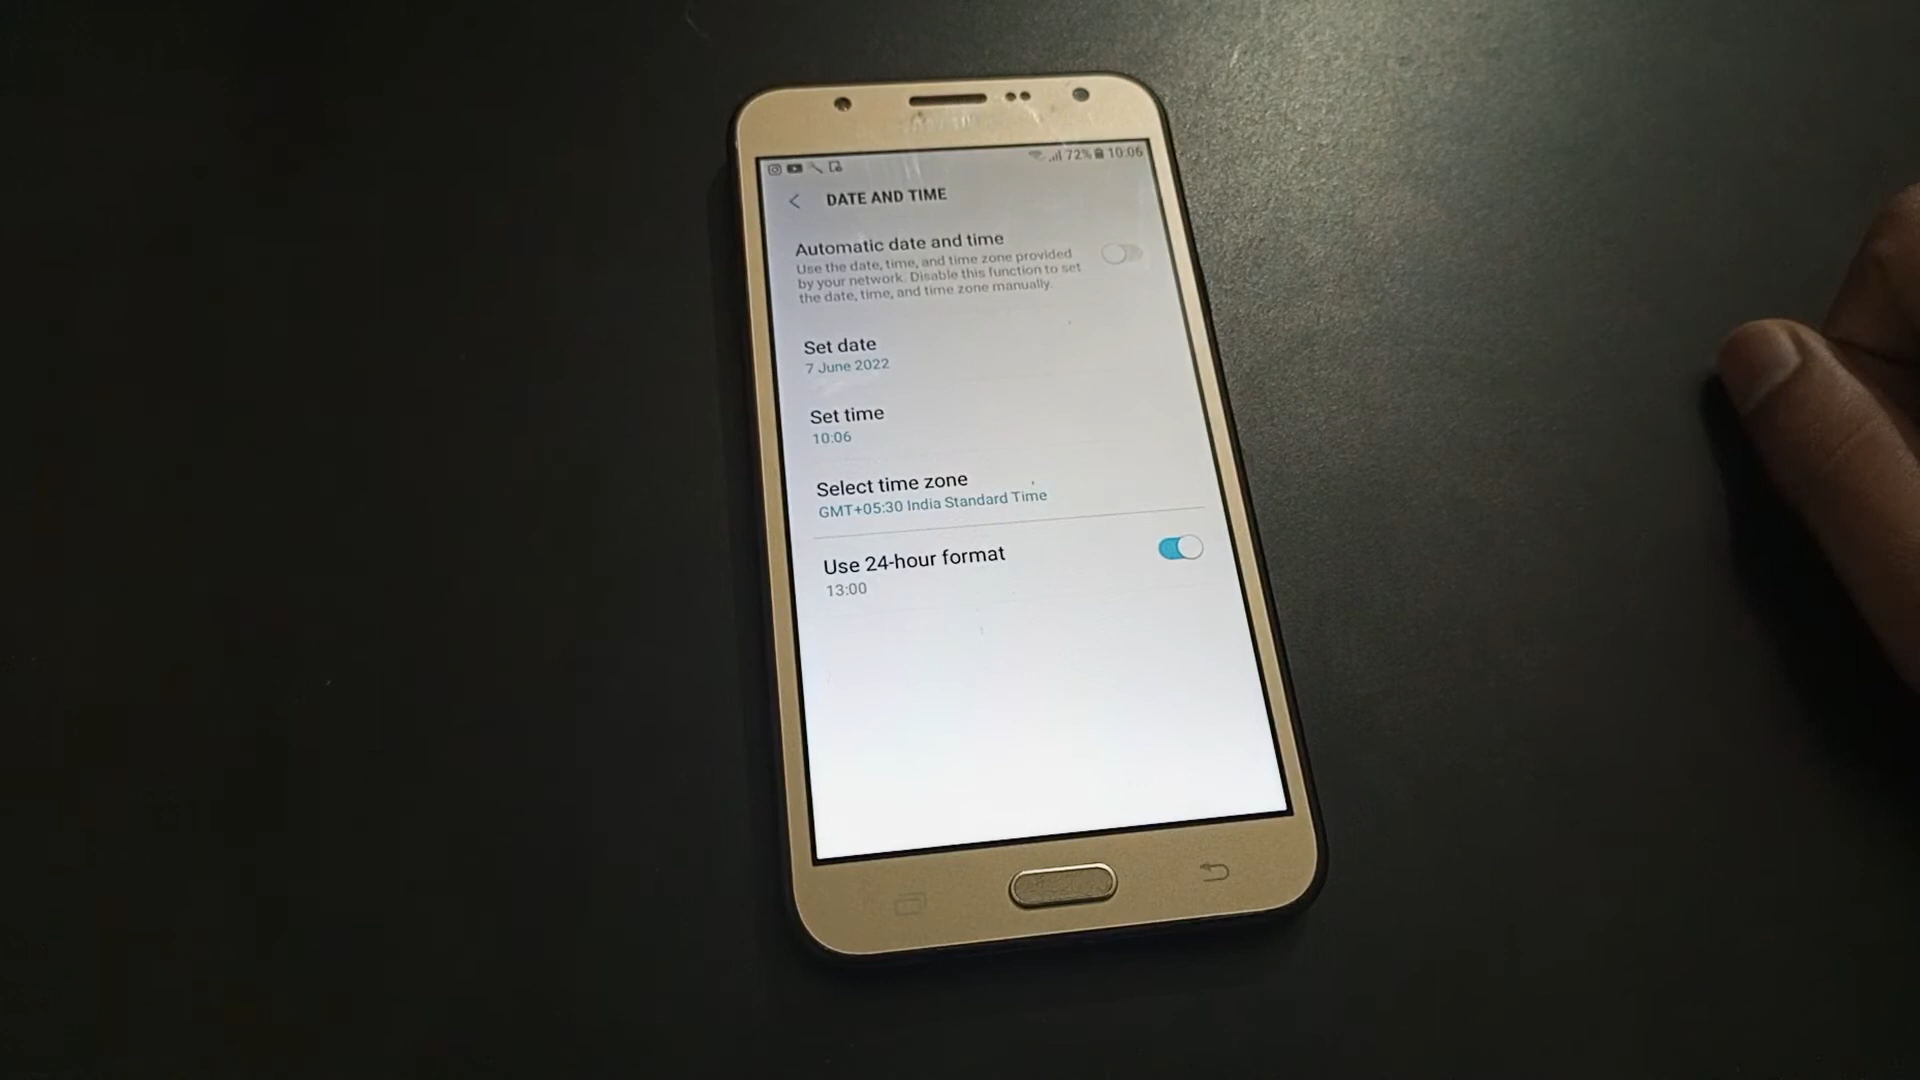 72% 10:06
DATE AND TIME
Automatic date and time
Use the date, time, and time zone provided
by your network. Disable this function to set
the date, time, and time zone manually.
Set date
7 June 2022
Set time
10:06
Select time zone
GMT+05:30 India Standard Time
Use 24-hour format
13:00